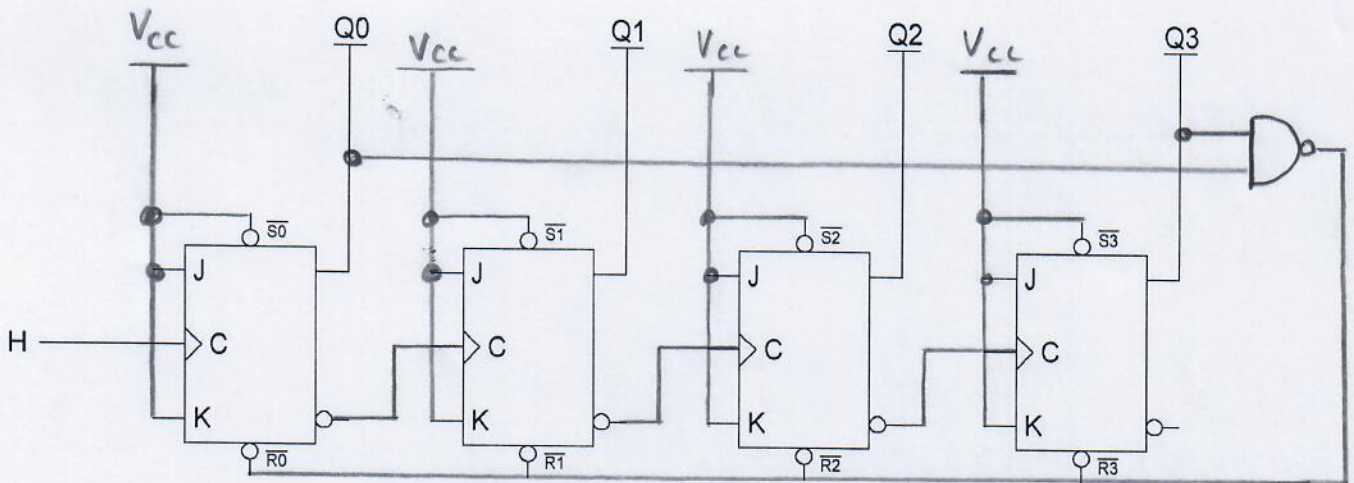 Vcc Q0 Vcc Q1 Vcc Q2 Vcc Q3
S0 S1 S2 S3
J J J J
H C C C C
K K K K
R0 R1 R2 R3